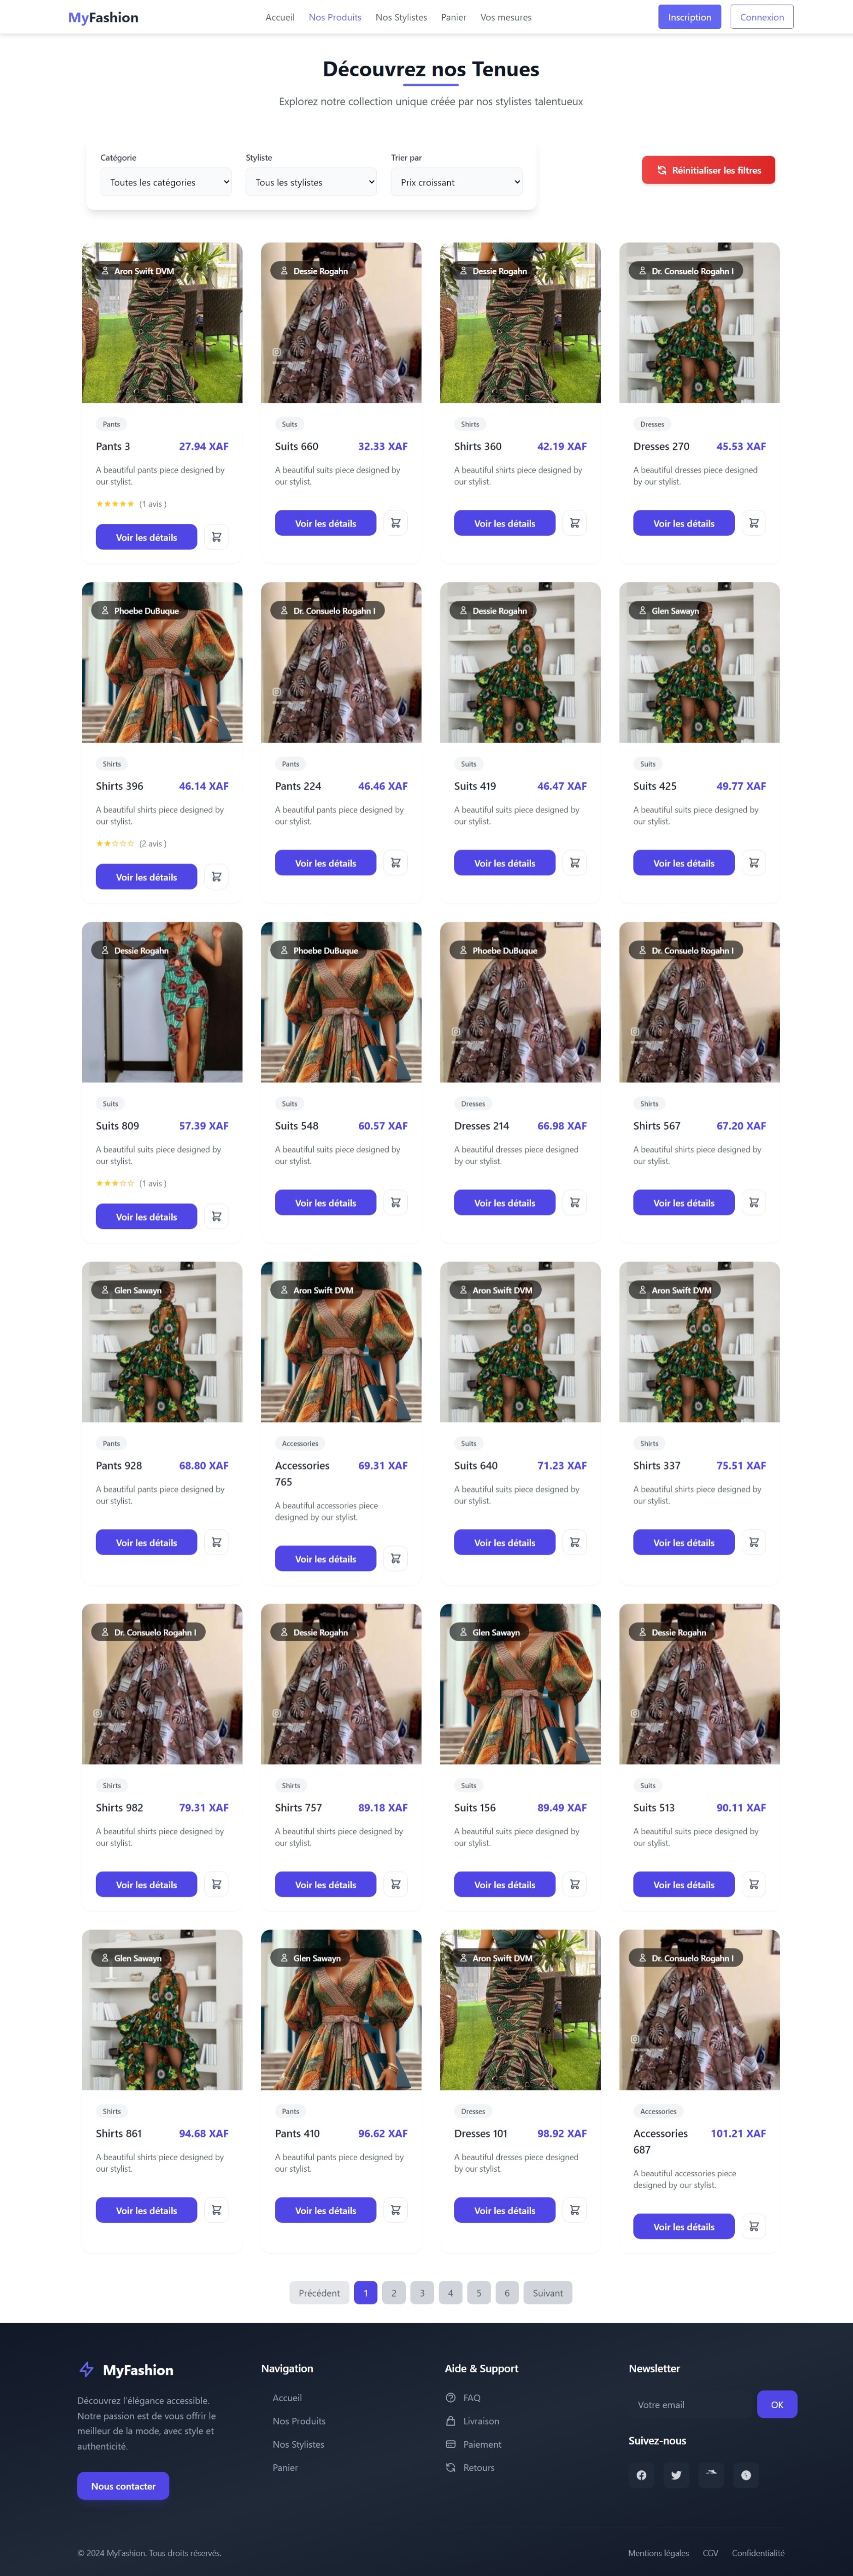 MyFashion
Accueil Nos Produits Nos Stylistes Panier Vos mesures
Inscription Connexion
Découvrez nos Tenues
Explorez notre collection unique créée par nos stylistes talentueux
Catégorie Styliste Trier par
Toutes les catégories Tous les stylistes Prix croissant
Réinitialiser les filtres
Aron Swift DVM
Pants
Pants 3 27.94 XAF
A beautiful pants piece designed by
our stylist.
★★★★★ (1 avis )
Voir les détails
Dessie Rogahn
Suits
Suits 660 32.33 XAF
A beautiful suits piece designed by
our stylist.
Voir les détails
Dessie Rogahn
Shirts
Shirts 360 42.19 XAF
A beautiful shirts piece designed by
our stylist.
Voir les détails
Dr. Consuelo Rogahn I
Dresses
Dresses 270 45.53 XAF
A beautiful dresses piece designed
by our stylist.
Voir les détails
Phoebe DuBuque
Shirts
Shirts 396 46.14 XAF
A beautiful shirts piece designed by
our stylist.
★★☆☆☆ (2 avis )
Voir les détails
Dr. Consuelo Rogahn I
Pants
Pants 224 46.46 XAF
A beautiful pants piece designed by
our stylist.
Voir les détails
Dessie Rogahn
Suits
Suits 419 46.47 XAF
A beautiful suits piece designed by
our stylist.
Voir les détails
Glen Sawayn
Suits
Suits 425 49.77 XAF
A beautiful suits piece designed by
our stylist.
Voir les détails
Dessie Rogahn
Suits
Suits 809 57.39 XAF
A beautiful suits piece designed by
our stylist.
★★★☆☆ (1 avis )
Voir les détails
Phoebe DuBuque
Suits
Suits 548 60.57 XAF
A beautiful suits piece designed by
our stylist.
Voir les détails
Phoebe DuBuque
Dresses
Dresses 214 66.98 XAF
A beautiful dresses piece designed
by our stylist.
Voir les détails
Dr. Consuelo Rogahn I
Shirts
Shirts 567 67.20 XAF
A beautiful shirts piece designed by
our stylist.
Voir les détails
Glen Sawayn
Pants
Pants 928 68.80 XAF
A beautiful pants piece designed by
our stylist.
Voir les détails
Aron Swift DVM
Accessories
Accessories 69.31 XAF
765
A beautiful accessories piece
designed by our stylist.
Voir les détails
Aron Swift DVM
Suits
Suits 640 71.23 XAF
A beautiful suits piece designed by
our stylist.
Voir les détails
Aron Swift DVM
Shirts
Shirts 337 75.51 XAF
A beautiful shirts piece designed by
our stylist.
Voir les détails
Dr. Consuelo Rogahn I
Shirts
Shirts 982 79.31 XAF
A beautiful shirts piece designed by
our stylist.
Voir les détails
Dessie Rogahn
Shirts
Shirts 757 89.18 XAF
A beautiful shirts piece designed by
our stylist.
Voir les détails
Glen Sawayn
Suits
Suits 156 89.49 XAF
A beautiful suits piece designed by
our stylist.
Voir les détails
Dessie Rogahn
Suits
Suits 513 90.11 XAF
A beautiful suits piece designed by
our stylist.
Voir les détails
Glen Sawayn
Shirts
Shirts 861 94.68 XAF
A beautiful shirts piece designed by
our stylist.
Voir les détails
Glen Sawayn
Pants
Pants 410 96.62 XAF
A beautiful pants piece designed by
our stylist.
Voir les détails
Aron Swift DVM
Dresses
Dresses 101 98.92 XAF
A beautiful dresses piece designed
by our stylist.
Voir les détails
Dr. Consuelo Rogahn I
Accessories
Accessories 101.21 XAF
687
A beautiful accessories piece
designed by our stylist.
Voir les détails
Précédent 1 2 3 4 5 6 Suivant
MyFashion
Découvrez l'élégance accessible.
Notre passion est de vous offrir le
meilleur de la mode, avec style et
authenticité.
Nous contacter
Navigation
Accueil
Nos Produits
Nos Stylistes
Panier
Aide & Support
FAQ
Livraison
Paiement
Retours
Newsletter
Votre email OK
Suivez-nous
© 2024 MyFashion. Tous droits réservés.
Mentions légales CGV Confidentialité